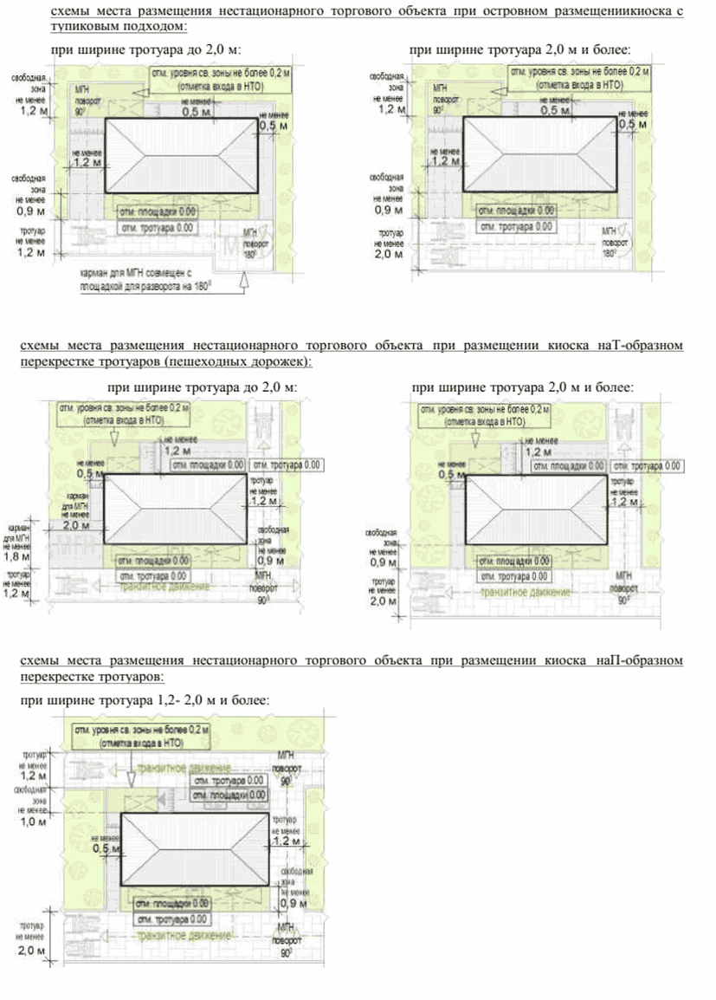 схемы места размещения нестационарного торгового объекта при островном размещениикиоска с
тупиковым подходом:
при ширине тротуара до 2,0 м:
отм. уровня св. зоны не более 0,2 м
(отметка входа в НТО)
свободная
зона
не менее
1,2 м
МГН
поворот
90⁰
не менее
0,5 м
не менее
0,5 м
не менее
1,2 м
свободная
зона
не менее
0,9 м
отм. площадки 0.00
отм. тротуара 0.00
тротуар
не менее
1,2 м
МГН
поворот
180⁰
карман для МГН совмещен с
площадкой для разворота на 180⁰
при ширине тротуара 2,0 м и более:
отм. уровня св. зоны не более 0,2 м
(отметка входа в НТО)
свободная
зона
не менее
1,2 м
МГН
поворот
90⁰
не менее
0,5 м
не менее
0,5 м
не менее
1,2 м
свободная
зона
не менее
0,9 м
отм. площадки 0.00
отм. тротуара 0.00
тротуар
не менее
2,0 м
МГН
поворот
180⁰
схемы места размещения нестационарного торгового объекта при размещении киоска наТ-образном
перекрестке тротуаров (пешеходных дорожек):
при ширине тротуара до 2,0 м:
отм. уровня св. зоны не более 0,2 м
(отметка входа в НТО)
не менее
1,2 м
не менее
0,5 м
отм. площадки 0.00
отм. тротуара 0.00
тротуар
не менее
1,2 м
карман
для МГН
не менее
2,0 м
карман
для МГН
не менее
1,8 м
МГН
свободная
зона
не менее
0,9 м
отм. площадки 0.00
отм. тротуара 0.00
тротуар
не менее
1,2 м
транзитное движение
МГН
поворот
90⁰
при ширине тротуара 2,0 м и более:
отм. уровня св. зоны не более 0,2 м
(отметка входа в НТО)
не менее
1,2 м
не менее
0,5 м
отм. площадки 0.00
отм. тротуара 0.00
тротуар
не менее
1,2 м
свободная
зона
не менее
0,9 м
отм. площадки 0.00
отм. тротуара 0.00
тротуар
не менее
2,0 м
транзитное движение
МГН
поворот
90⁰
схемы места размещения нестационарного торгового объекта при размещении киоска наП-образном
перекрестке тротуаров:
при ширине тротуара 1,2- 2,0 м и более:
отм. уровня св. зоны не более 0,2 м
(отметка входа в НТО)
тротуар
не менее
1,2 м
транзитное движение
МГН
поворот
90⁰
отм. тротуара 0.00
отм. площадки 0.00
свободная
зона
не менее
1,0 м
не менее
0,5 м
тротуар
не менее
1,2 м
свободная
зона
не менее
0,9 м
отм. площадки 0.00
отм. тротуара 0.00
тротуар
не менее
2,0 м
транзитное движение
МГН
поворот
90⁰